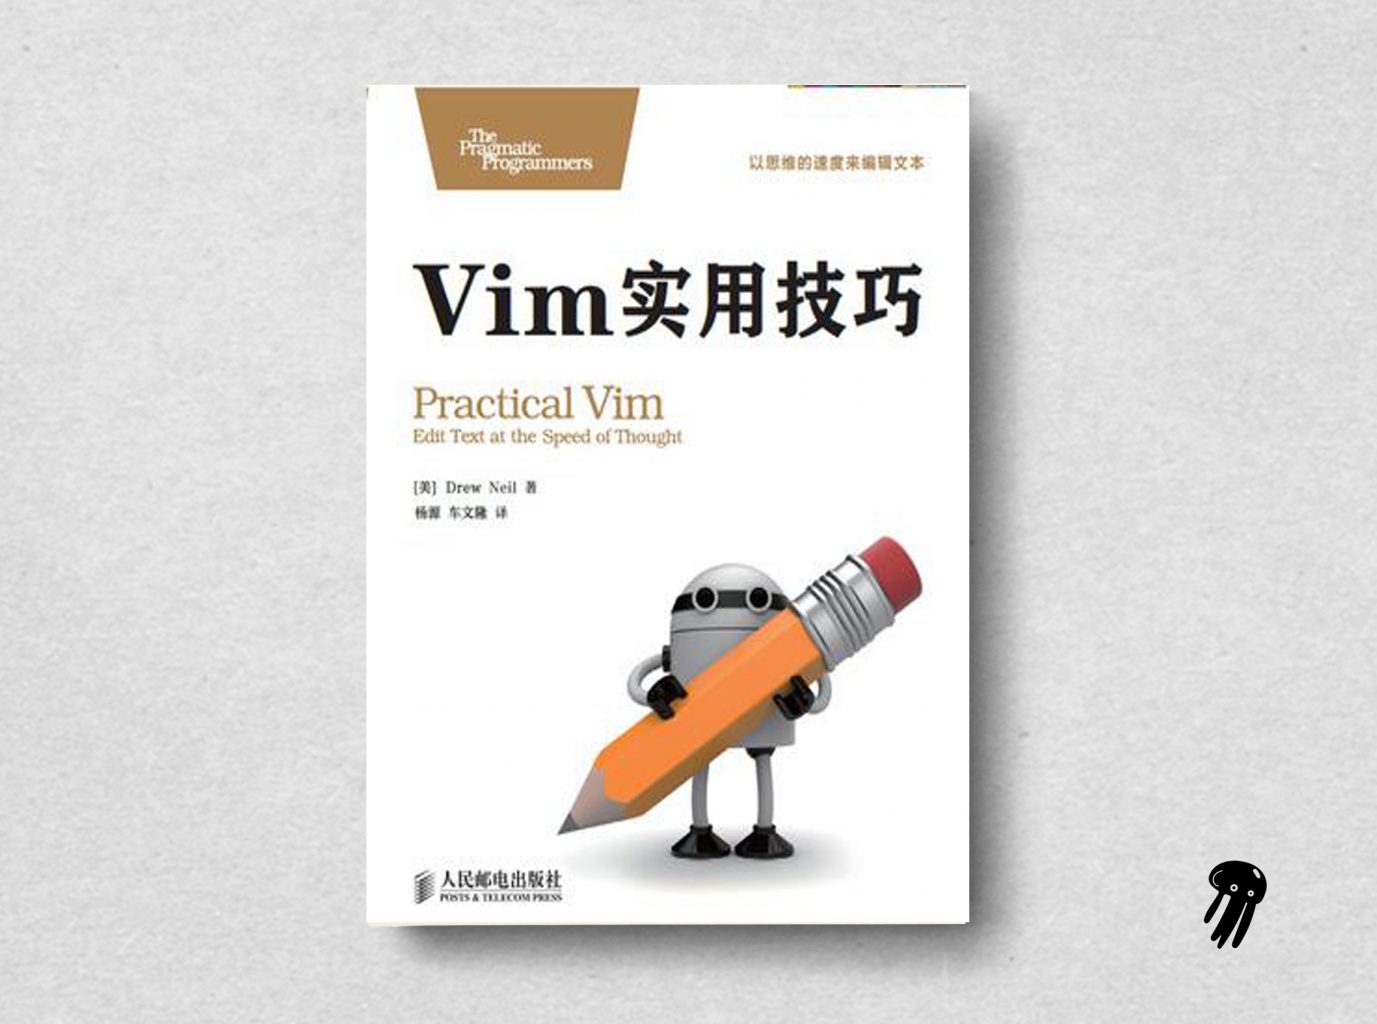 The
Pragmatic
Programmers
以思维的速度来编辑文本
Vim实用技巧
Practical Vim
Edit Text at the Speed of Thought
[美] Drew Neil 著
杨源 车文隆 译
人民邮电出版社
POSTS & TELECOM PRESS